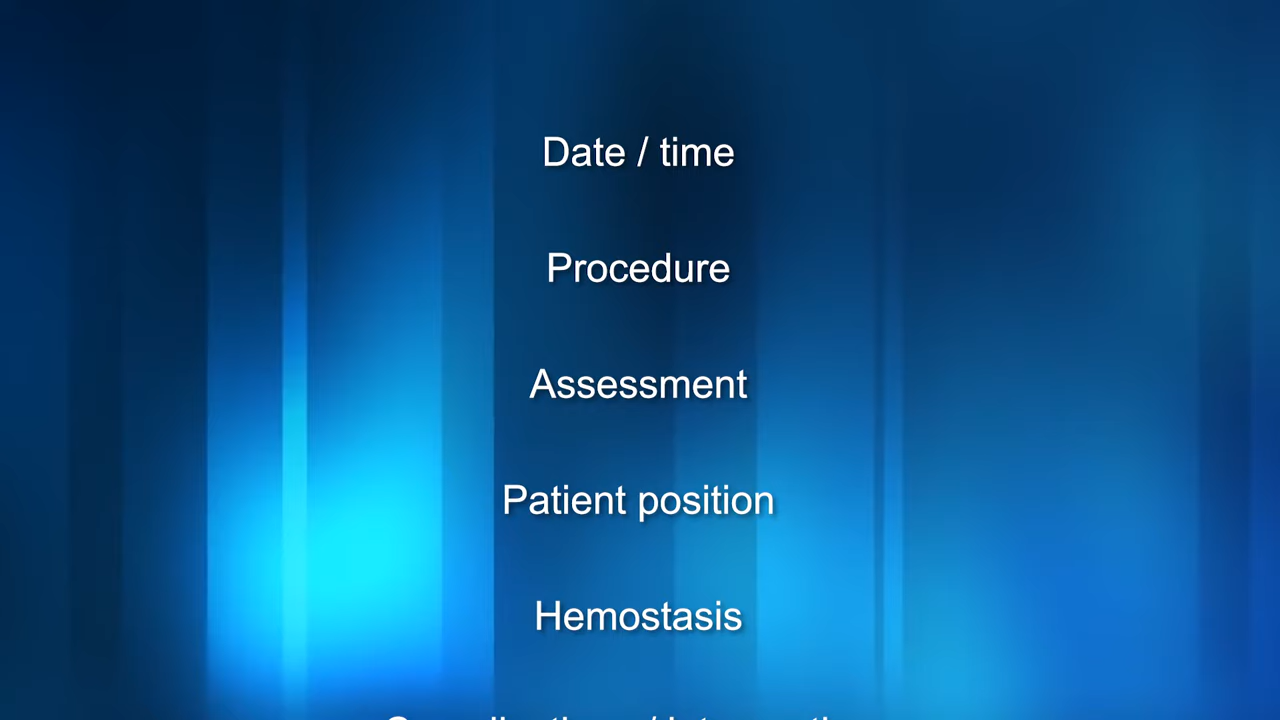 Date / time
Procedure
Assessment
Patient position
Hemostasis